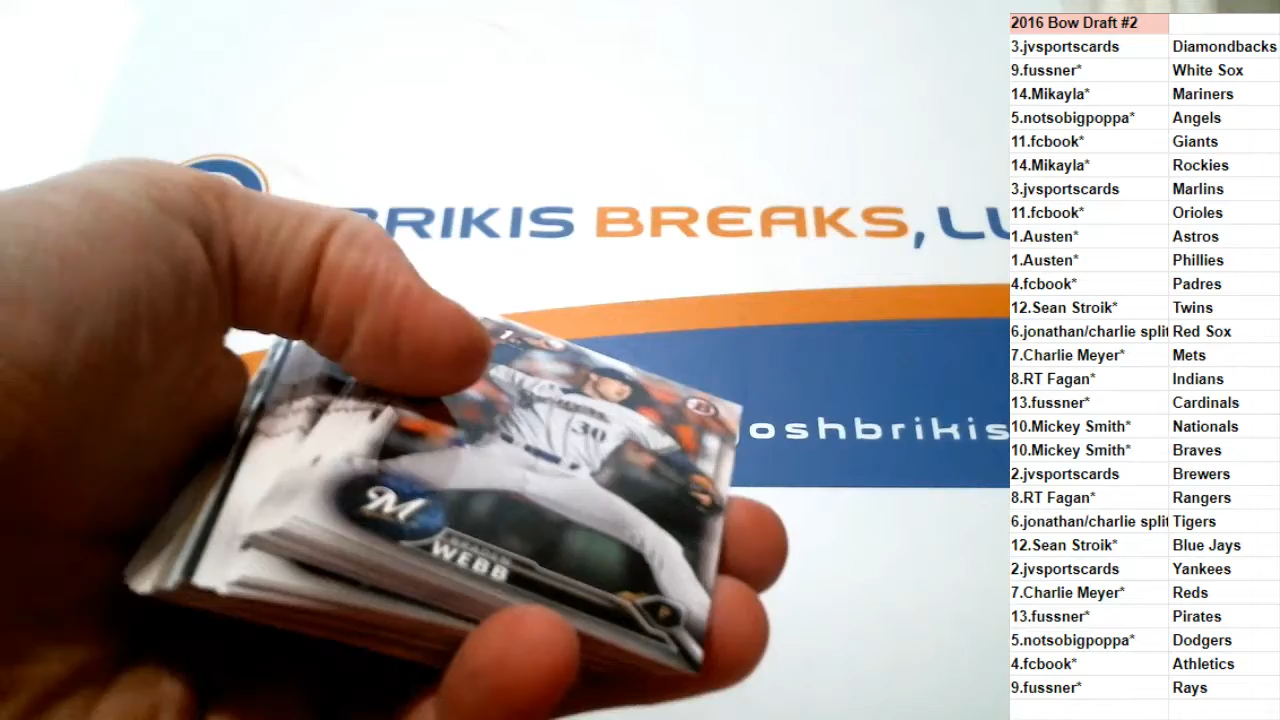 BRIKIS BREAKS, LL
oshbrikis
1
30
M
WEBB
P
2016 Bow Draft #2
3.jvsportscards Diamondbacks
9.fussner* White Sox
14.Mikayla* Mariners
5.notsobigpoppa* Angels
11.fcbook* Giants
14.Mikayla* Rockies
3.jvsportscards Marlins
11.fcbook* Orioles
1.Austen* Astros
1.Austen* Phillies
4.fcbook* Padres
12.Sean Stroik* Twins
6.jonathan/charlie split Red Sox
7.Charlie Meyer* Mets
8.RT Fagan* Indians
13.fussner* Cardinals
10.Mickey Smith* Nationals
10.Mickey Smith* Braves
2.jvsportscards Brewers
8.RT Fagan* Rangers
6.jonathan/charlie split Tigers
12.Sean Stroik* Blue Jays
2.jvsportscards Yankees
7.Charlie Meyer* Reds
13.fussner* Pirates
5.notsobigpoppa* Dodgers
4.fcbook* Athletics
9.fussner* Rays